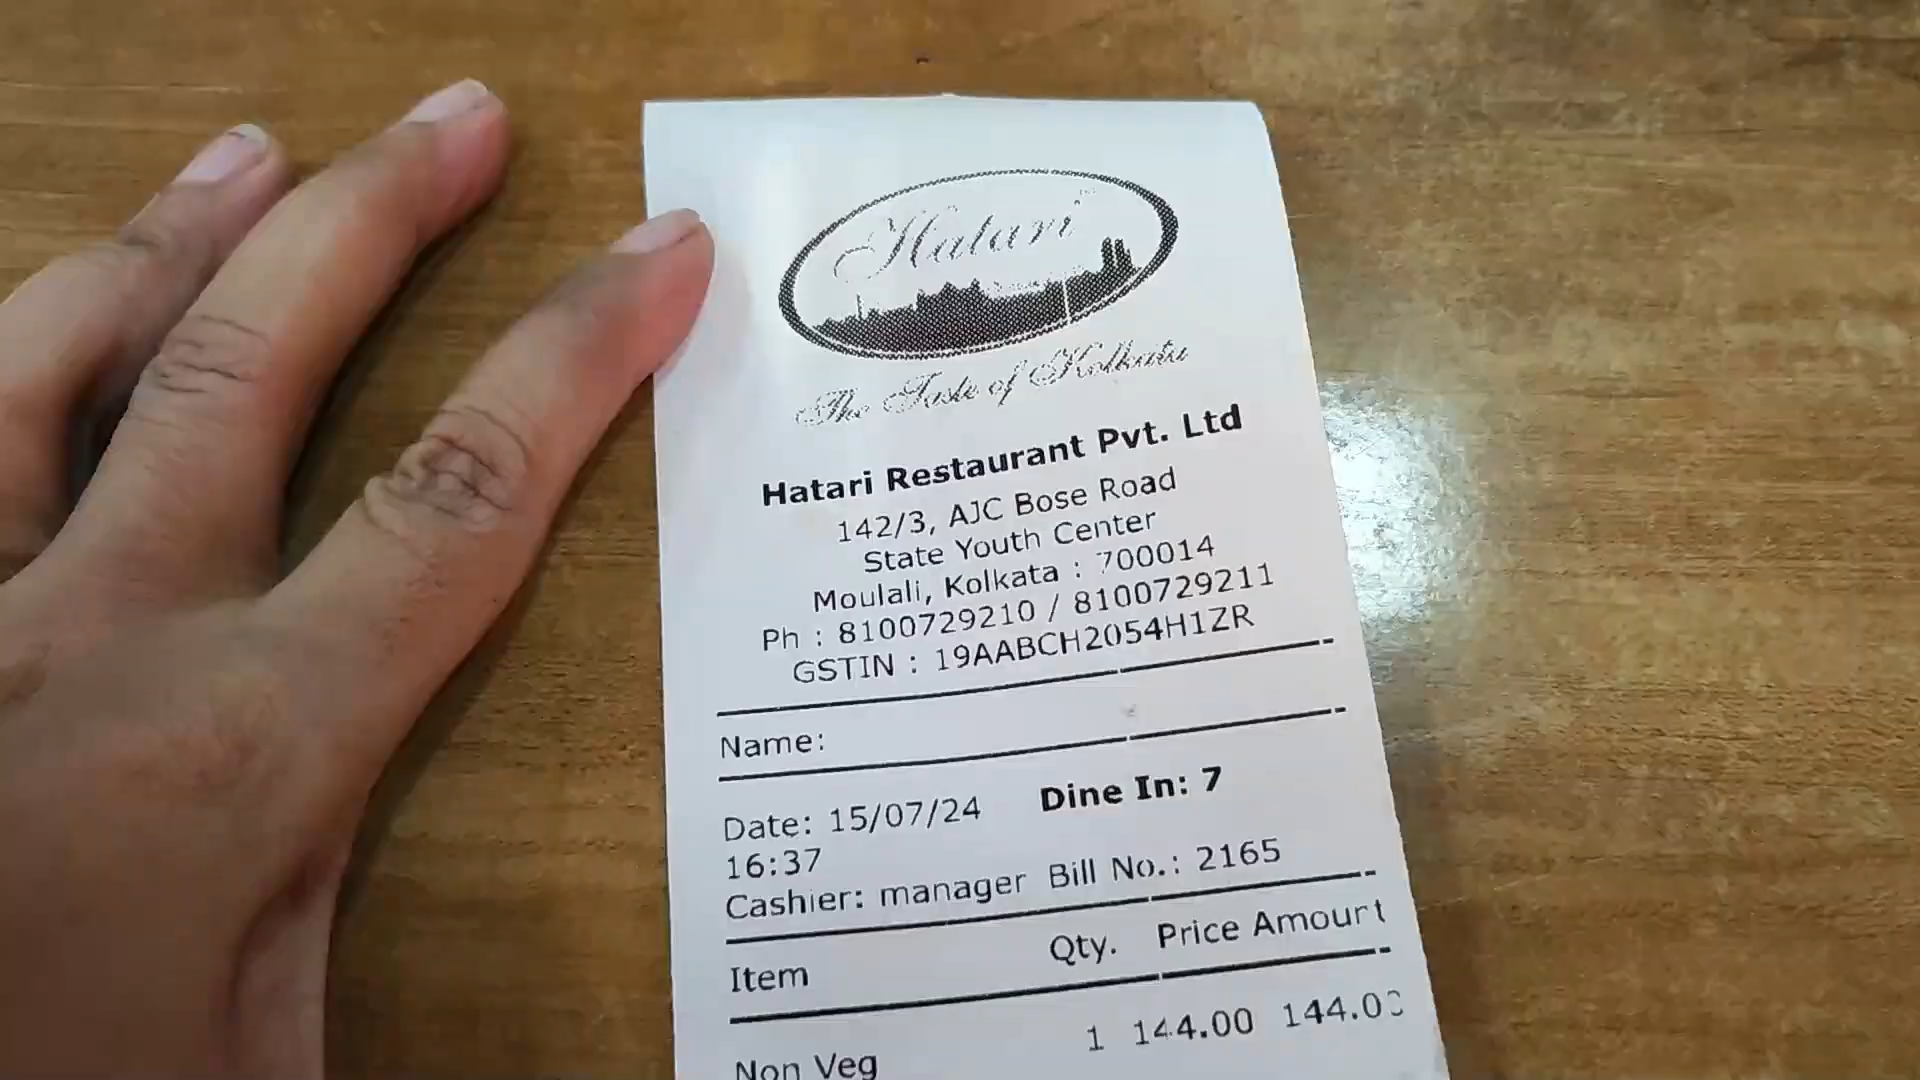 Hatari
The Taste of Kolkata
Hatari Restaurant Pvt. Ltd
142/3, AJC Bose Road
State Youth Center
Moulali, Kolkata : 700014
Ph : 8100729210 / 8100729211
GSTIN : 19AABCH2054H1ZR
Name:
Date: 15/07/24 Dine In: 7
16:37
Cashier: manager Bill No.: 2165
Item Qty. Price Amount
1 144.00 144.00
Non Veg